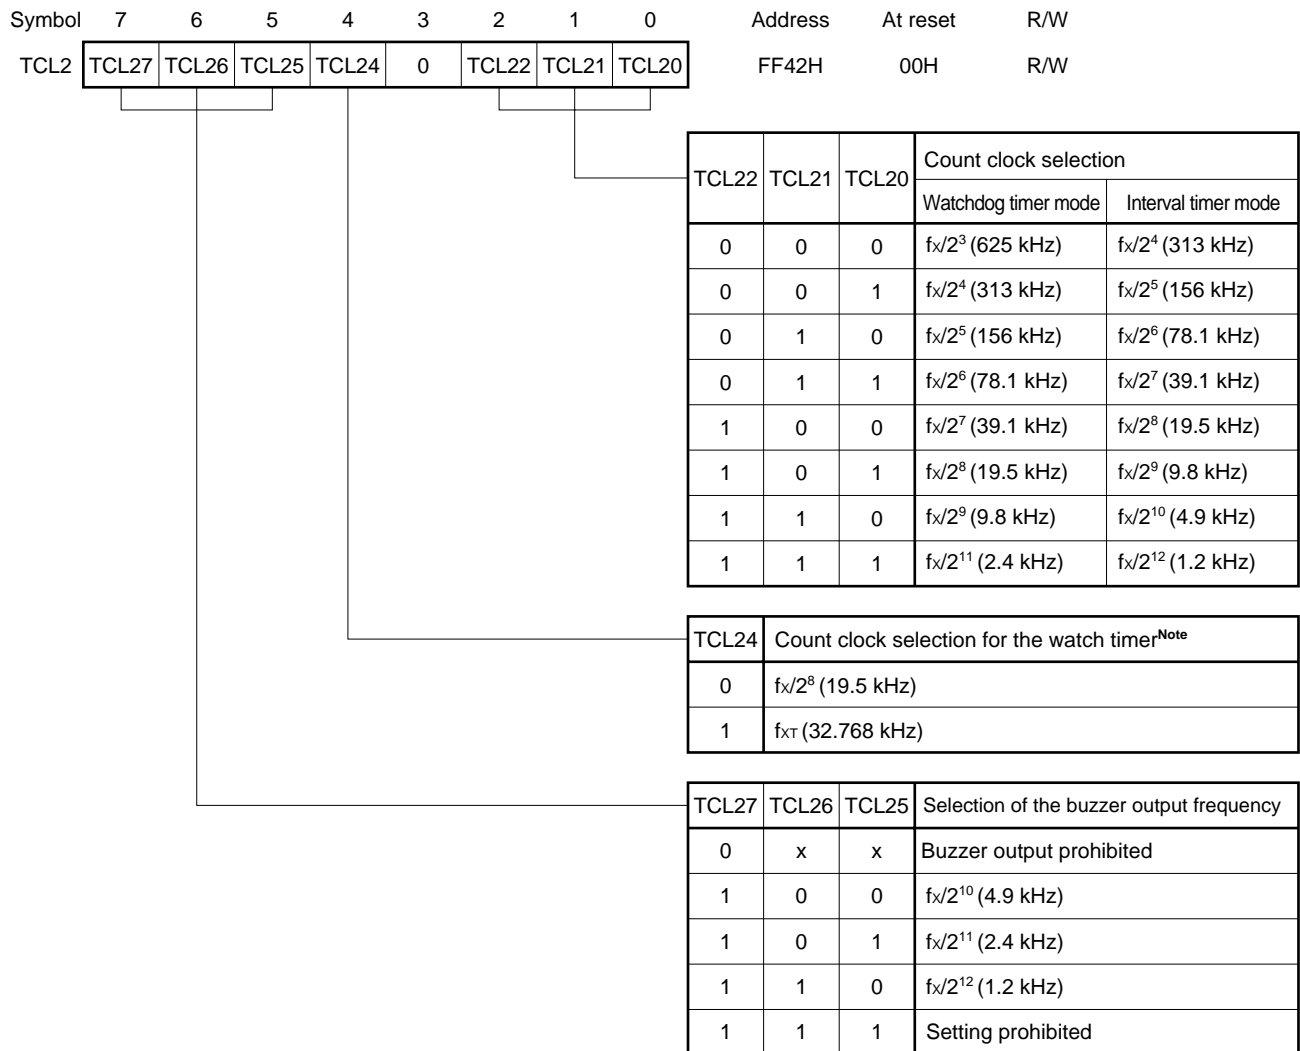 Symbol 7 6 5 4 3 2 1 0 Address At reset R/W
TCL2 TCL27 TCL26 TCL25 TCL24 0 TCL22 TCL21 TCL20 FF42H 00H R/W
TCL22 TCL21 TCL20 Count clock selection
Watchdog timer mode Interval timer mode
0 0 0 fX/2³ (625 kHz) fX/2⁴ (313 kHz)
0 0 1 fX/2⁴ (313 kHz) fX/2⁵ (156 kHz)
0 1 0 fX/2⁵ (156 kHz) fX/2⁶ (78.1 kHz)
0 1 1 fX/2⁶ (78.1 kHz) fX/2⁷ (39.1 kHz)
1 0 0 fX/2⁷ (39.1 kHz) fX/2⁸ (19.5 kHz)
1 0 1 fX/2⁸ (19.5 kHz) fX/2⁹ (9.8 kHz)
1 1 0 fX/2⁹ (9.8 kHz) fX/2¹⁰ (4.9 kHz)
1 1 1 fX/2¹¹ (2.4 kHz) fX/2¹² (1.2 kHz)
TCL24 Count clock selection for the watch timerNote
0 fX/2⁸ (19.5 kHz)
1 fXT (32.768 kHz)
TCL27 TCL26 TCL25 Selection of the buzzer output frequency
0 x x Buzzer output prohibited
1 0 0 fX/2¹⁰ (4.9 kHz)
1 0 1 fX/2¹¹ (2.4 kHz)
1 1 0 fX/2¹² (1.2 kHz)
1 1 1 Setting prohibited